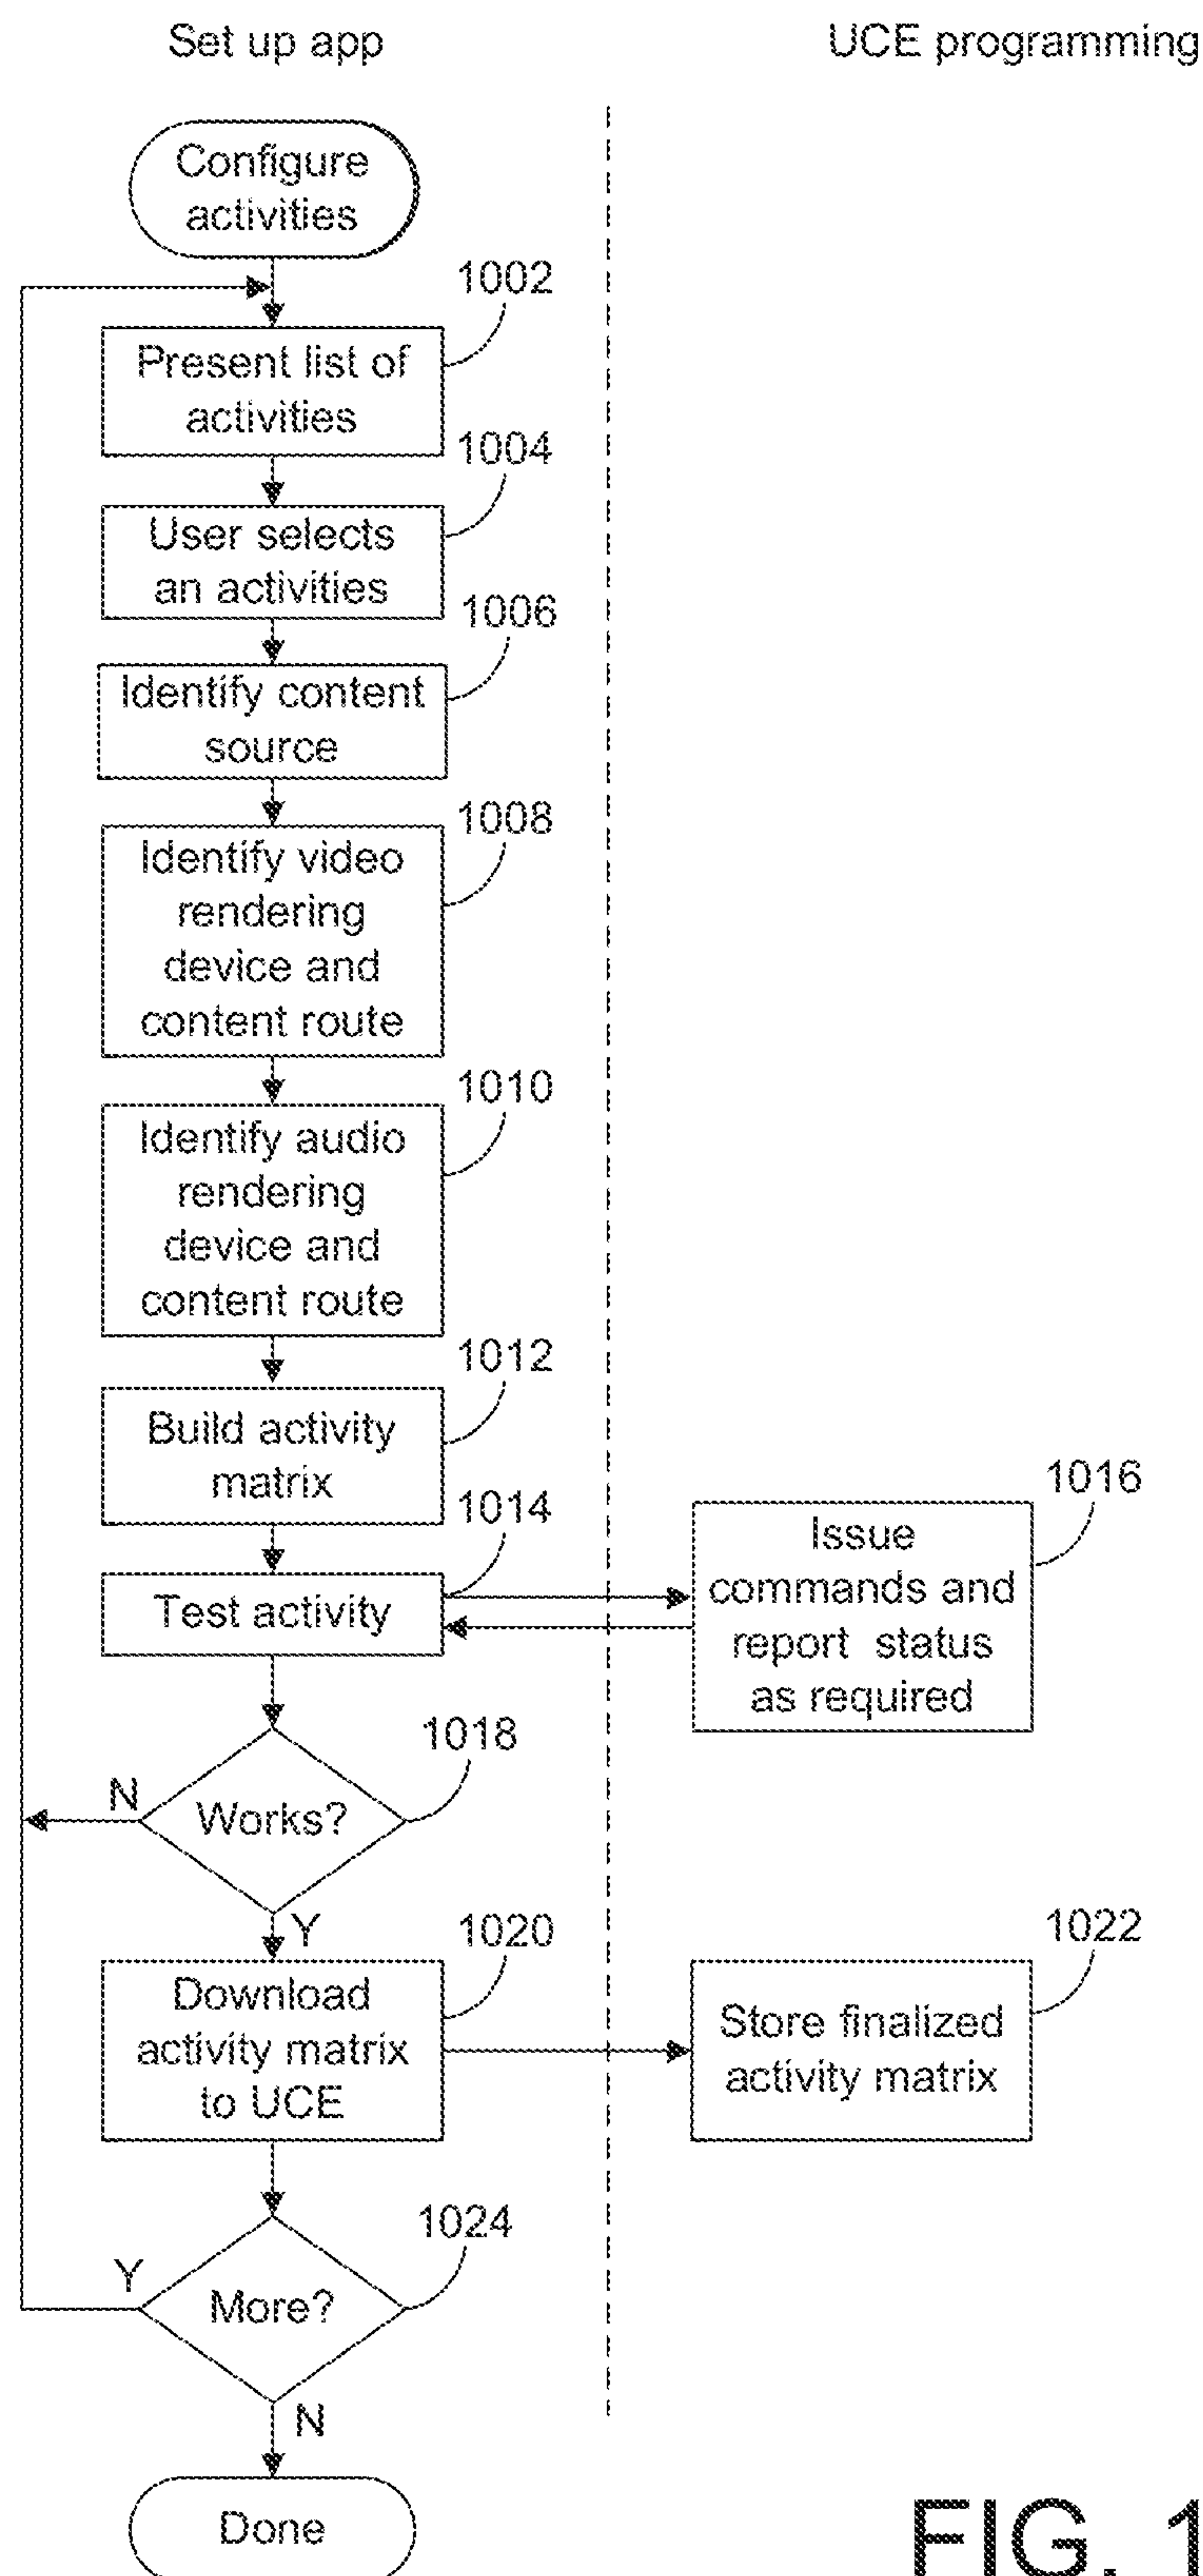 Set up app
UCE programming
Configure
activities
1002
Present list of
activities
1004
User selects
an activities
1006
Identify content
source
1008
Identify video
rendering
device and
content route
1010
Identify audio
rendering
device and
content route
1012
Build activity
matrix
1014
Test activity
1016
Issue
commands and
report status
as required
1018
Works?
N
Y
1020
Download
activity matrix
to UCE
1022
Store finalized
activity matrix
1024
More?
Y
N
Done
FIG. 1